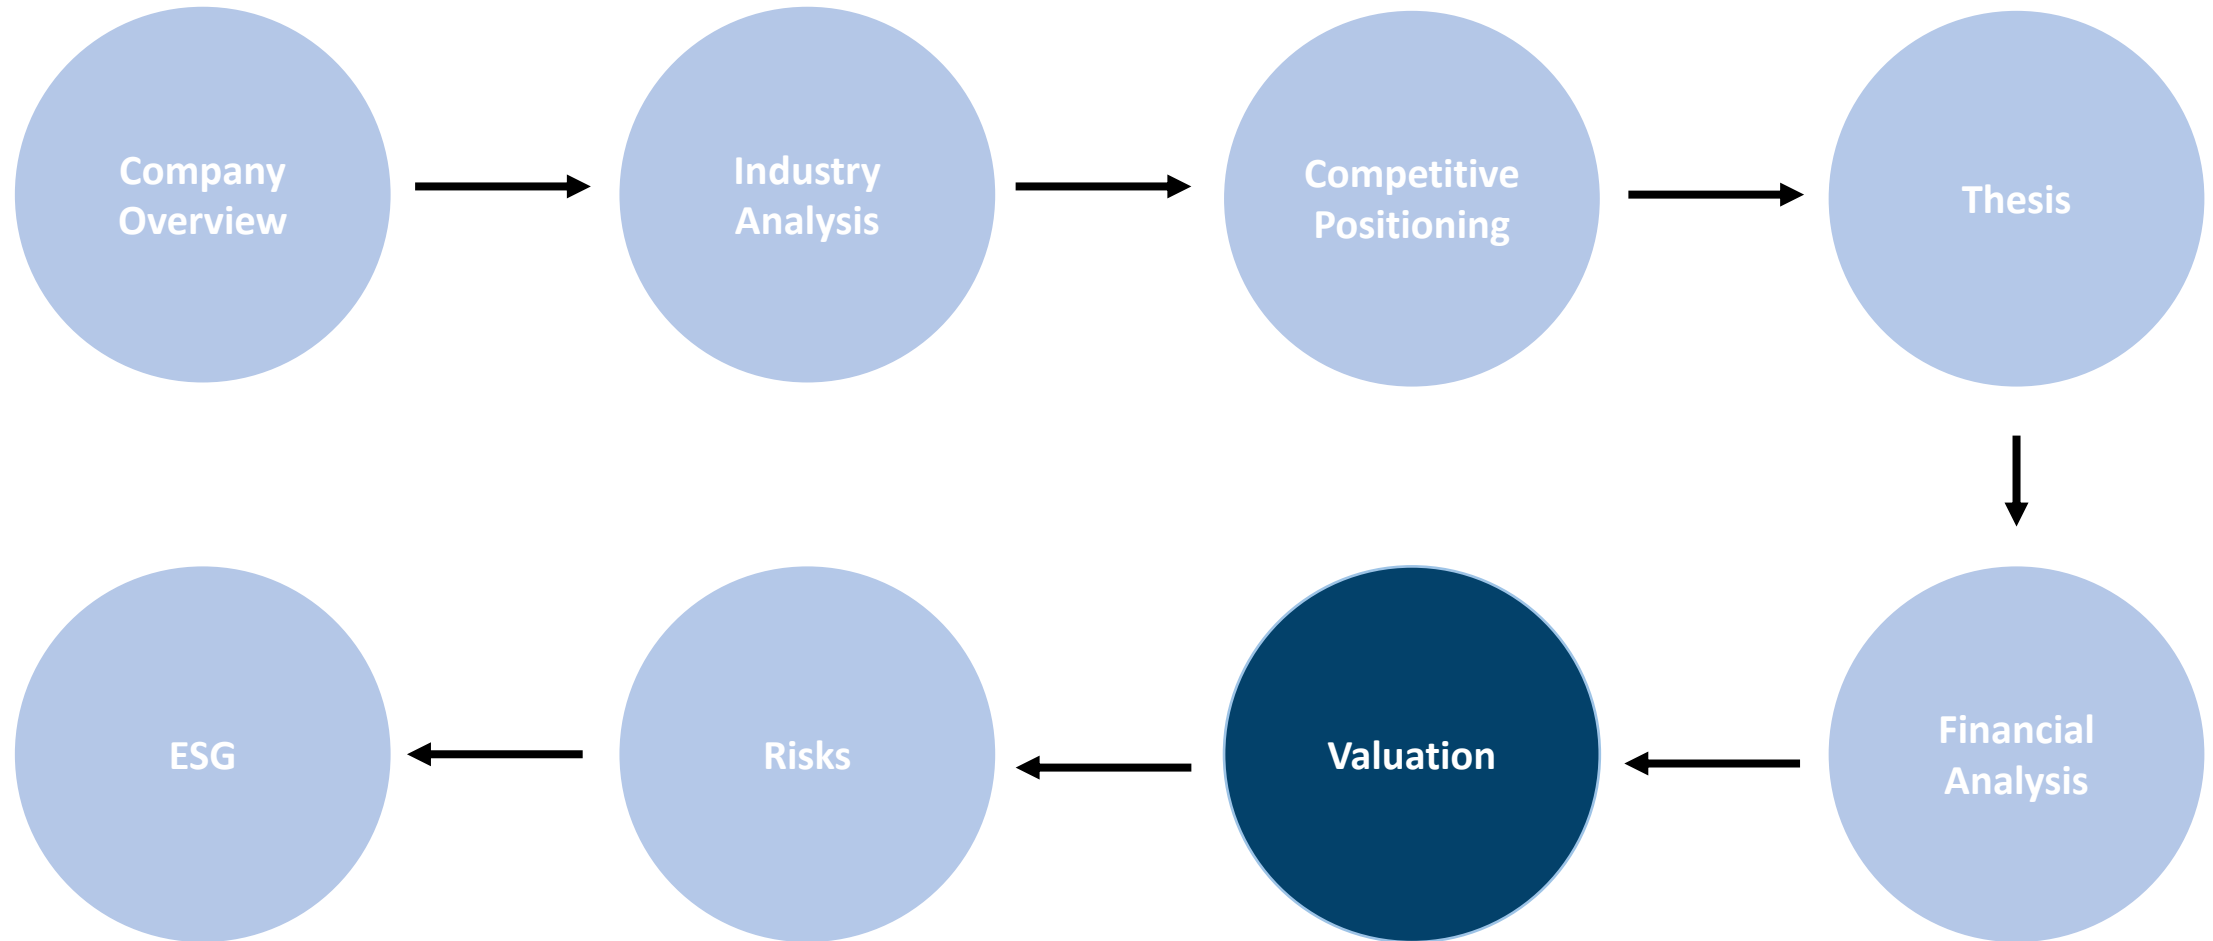 Company
Overview
Industry
Analysis
Competitive
Positioning
Thesis
Financial
Analysis
Valuation
Risks
ESG